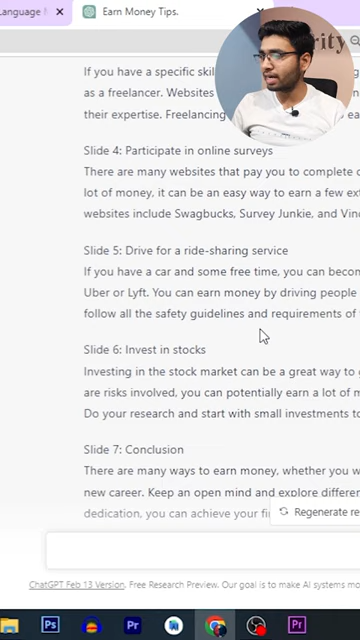 Language
Earn Money Tips.
If you have a specific skil
as a freelancer. Websites
their expertise. Freelancing
Slide 4: Participate in online surveys
There are many websites that pay you to complete
lot of money, it can be an easy way to earn a few ex
websites include Swagbucks, Survey Junkie, and Vin
Slide 5: Drive for a ride-sharing service
If you have a car and some free time, you can becom
Uber or Lyft. You can earn money by driving people
follow all the safety guidelines and requirements of
Slide 6: Invest in stocks
Investing in the stock market can be a great way to
are risks involved, you can potentially earn a lot of m
Do your research and start with small investments to
Slide 7: Conclusion
There are many ways to earn money, whether you w
new career. Keep an open mind and explore differen
dedication, you can achieve your fi
Regenerate re
ChatGPT Feb 13 Version. Free Research Preview. Our goal is to make AI systems mo
Ps
Pr
Pr